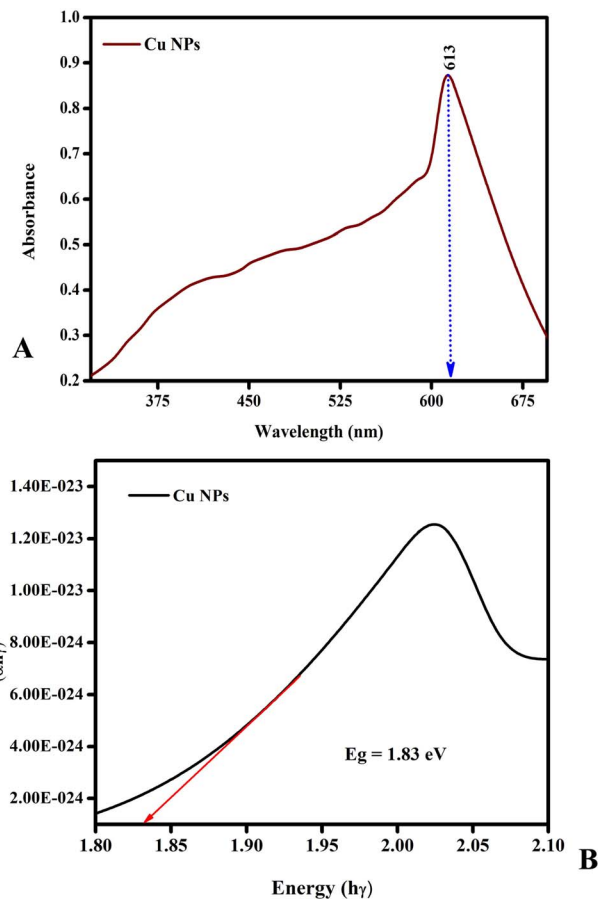 1.0
Cu NPs
613
0.9
0.8
0.7
0.6
0.5
0.4
0.3
0.2
Absorbance
A
375 450 525 600 675
Wavelength (nm)
Cu NPs
1.40E-023
1.20E-023
1.00E-023
8.00E-024
6.00E-024
4.00E-024
2.00E-024
Eg = 1.83 eV
1.80 1.85 1.90 1.95 2.00 2.05 2.10
B
Energy (hγ)